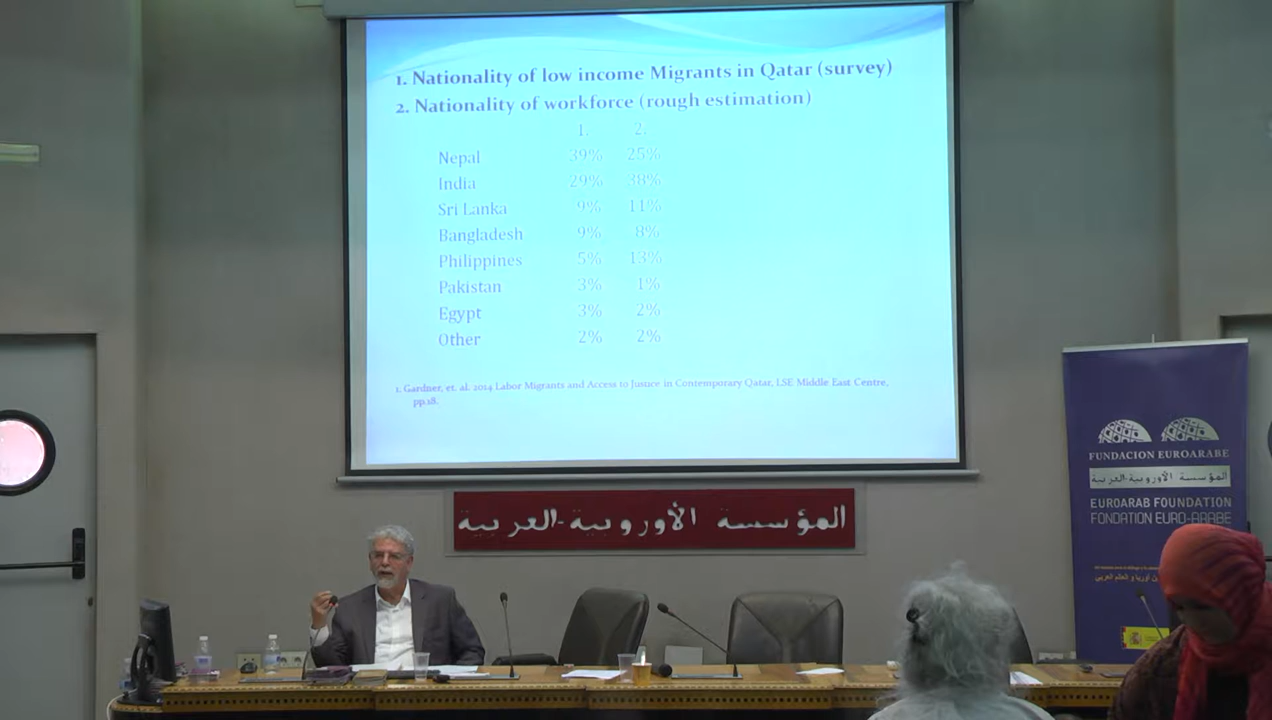 1. Nationality of low income Migrants in Qatar (survey)
2. Nationality of workforce (rough estimation)
1. 2.
Nepal 39% 25%
India 29% 38%
Sri Lanka 9% 11%
Bangladesh 9% 8%
Philippines 5% 13%
Pakistan 3% 1%
Egypt 3% 2%
Other 2% 2%
1. Gardner, et. al. 2014 Labor Migrants and Access to Justice in Contemporary Qatar, LSE Middle East Centre,
pp.18.
المؤسسة الأوروبية-العربية
FUNDACION EUROARABE
المؤسسة الأوروبية-العربية
EUROARAB FOUNDATION
FONDATION EURO-ARABE
أوربا و العالم العربي